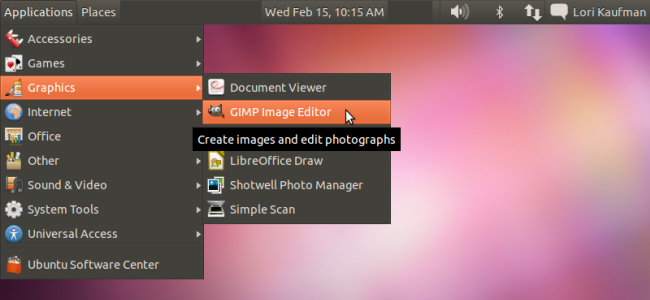 Applications Places Wed Feb 15, 10:15 AM Lori Kaufman
Accessories
Games
Graphics
Internet
Office
Other
Sound & Video
System Tools
Universal Access
Ubuntu Software Center
Document Viewer
GIMP Image Editor
Create images and edit photographs
LibreOffice Draw
Shotwell Photo Manager
Simple Scan